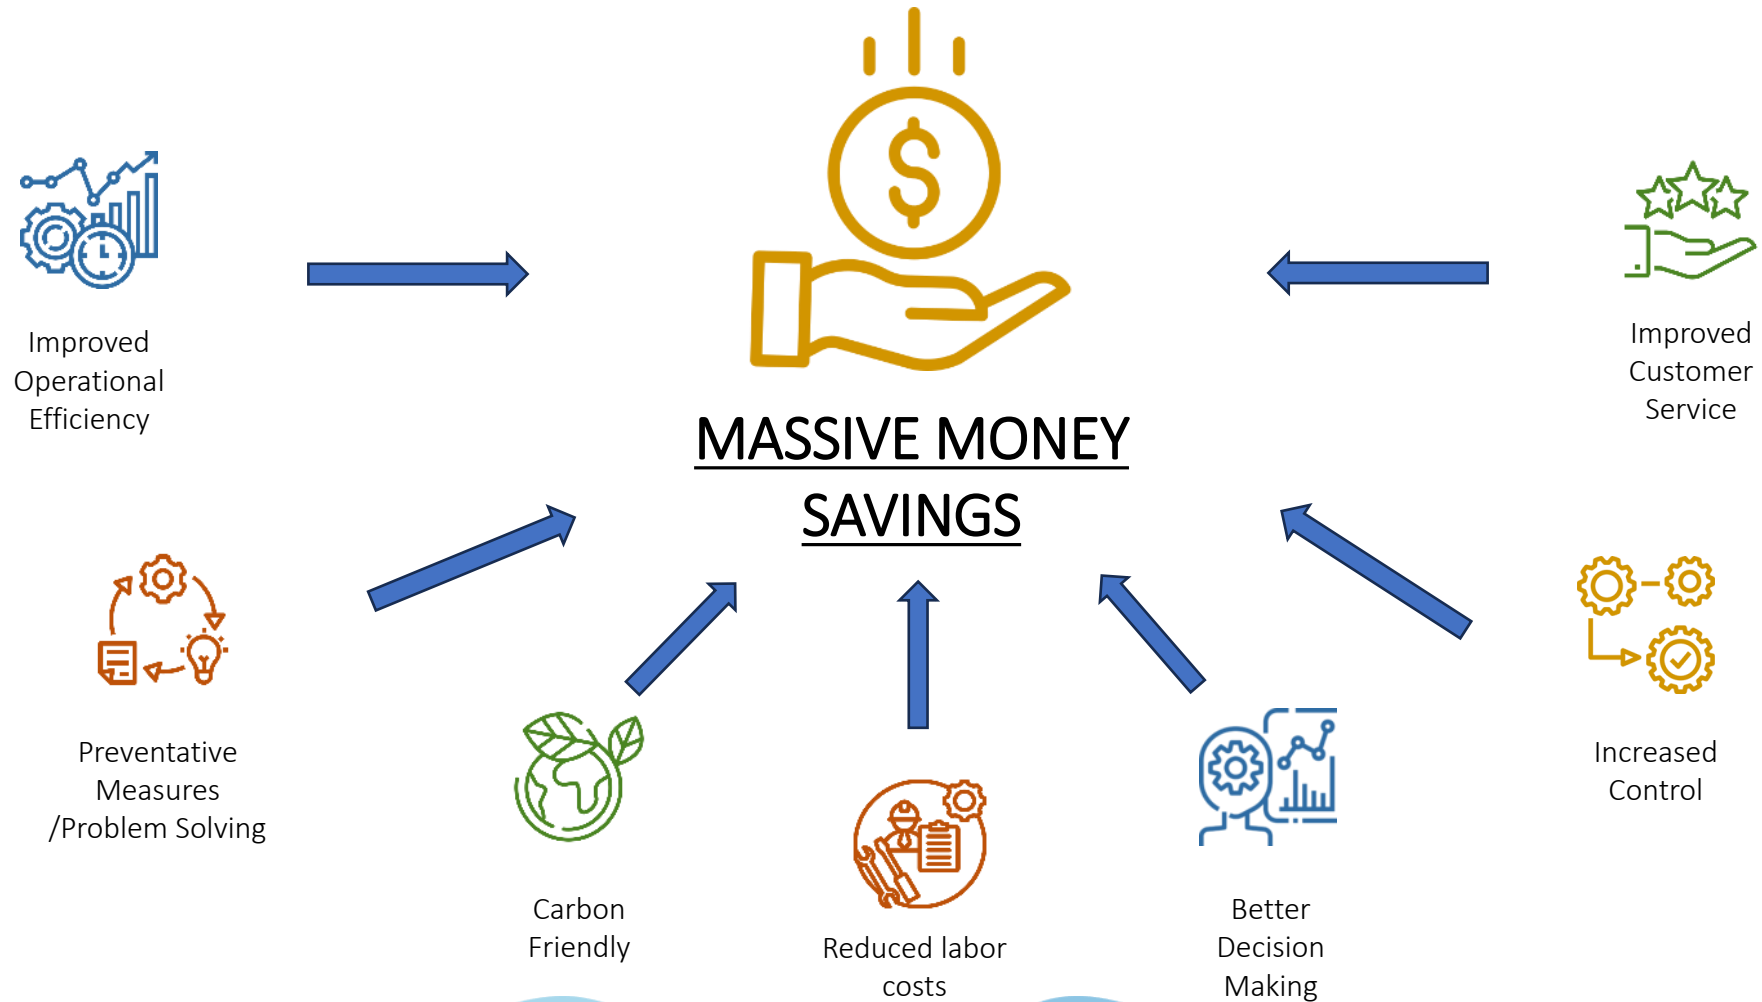 MASSIVE MONEY
SAVINGS
Improved
Operational
Efficiency
Improved
Customer
Service
Preventative
Measures
/Problem Solving
Carbon
Friendly
Reduced labor
costs
Better
Decision
Making
Increased
Control